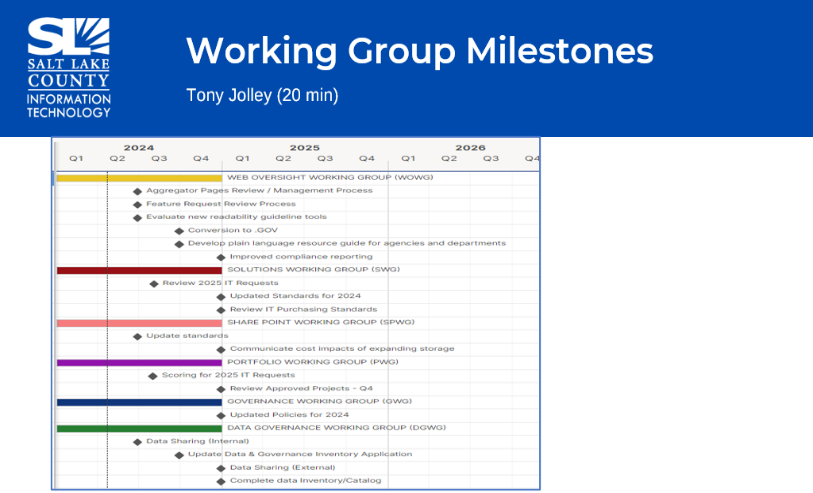 SL
SALT LAKE
COUNTY
INFORMATION
TECHNOLOGY
Working Group Milestones
Tony Jolley (20 min)
2024 2025 2026
Q1 Q2 Q3 Q4 Q1 Q2 Q3 Q4 Q1 Q2 Q3 Q4
WEB OVERSIGHT WORKING GROUP (WOWG)
Aggregator Pages Review / Management Process
Feature Request Review Process
Evaluate new readability guideline tools
Conversion to .GOV
Develop plain language resource guide for agencies and departments
Improved compliance reporting
SOLUTIONS WORKING GROUP (SWG)
Review 2025 IT Requests
Updated Standards for 2024
Review IT Purchasing Standards
SHARE POINT WORKING GROUP (SPWG)
Update standards
Communicate cost impacts of expanding storage
PORTFOLIO WORKING GROUP (PWG)
Scoring for 2025 IT Requests
Review Approved Projects - Q4
GOVERNANCE WORKING GROUP (GWG)
Updated Policies for 2024
DATA GOVERNANCE WORKING GROUP (DGWG)
Data Sharing (Internal)
Update Data & Governance Inventory Application
Data Sharing (External)
Complete data Inventory/Catalog